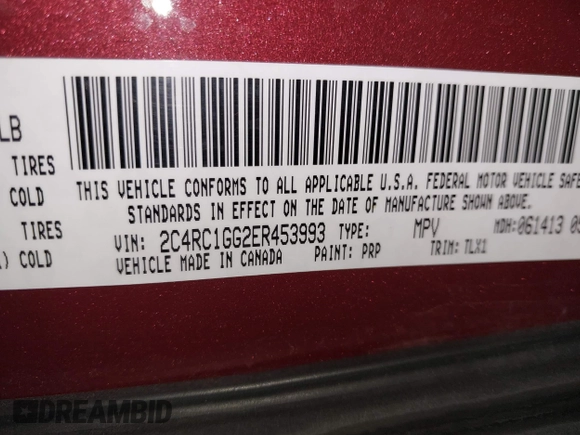 LB
TIRES
COLD
TIRES
) COLD
THIS VEHICLE CONFORMS TO ALL APPLICABLE U.S.A. FEDERAL MOTOR VEHICLE SAFE
STANDARDS IN EFFECT ON THE DATE OF MANUFACTURE SHOWN ABOVE.
VIN: 2C4RC1GG2ER453993 TYPE: MPV MDH:061413 05
VEHICLE MADE IN CANADA PAINT: PRP TRIM: TLX1
DREAMBID